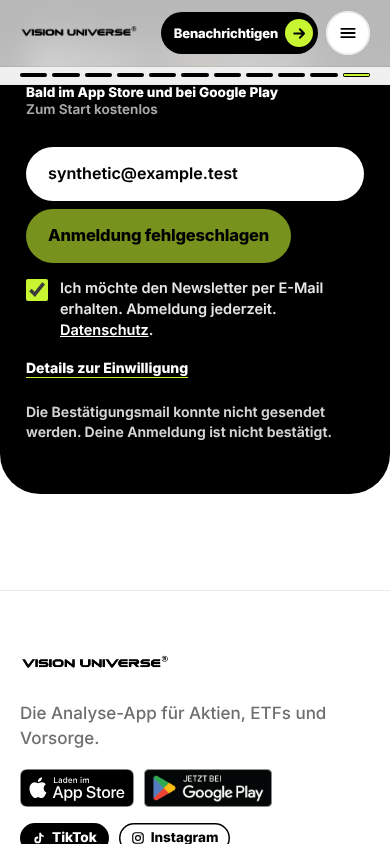 VISION UNIVERSE®
Benachrichtigen
Bald im App Store und bei Google Play
Zum Start kostenlos
synthetic@example.test
Anmeldung fehlgeschlagen
Ich möchte den Newsletter per E-Mail
erhalten. Abmeldung jederzeit.
Datenschutz.
Details zur Einwilligung
Die Bestätigungsmail konnte nicht gesendet
werden. Deine Anmeldung ist nicht bestätigt.
VISION UNIVERSE®
Die Analyse-App für Aktien, ETFs und
Vorsorge.
Laden im
App Store
JETZT BEI
Google Play
TikTok
Instagram